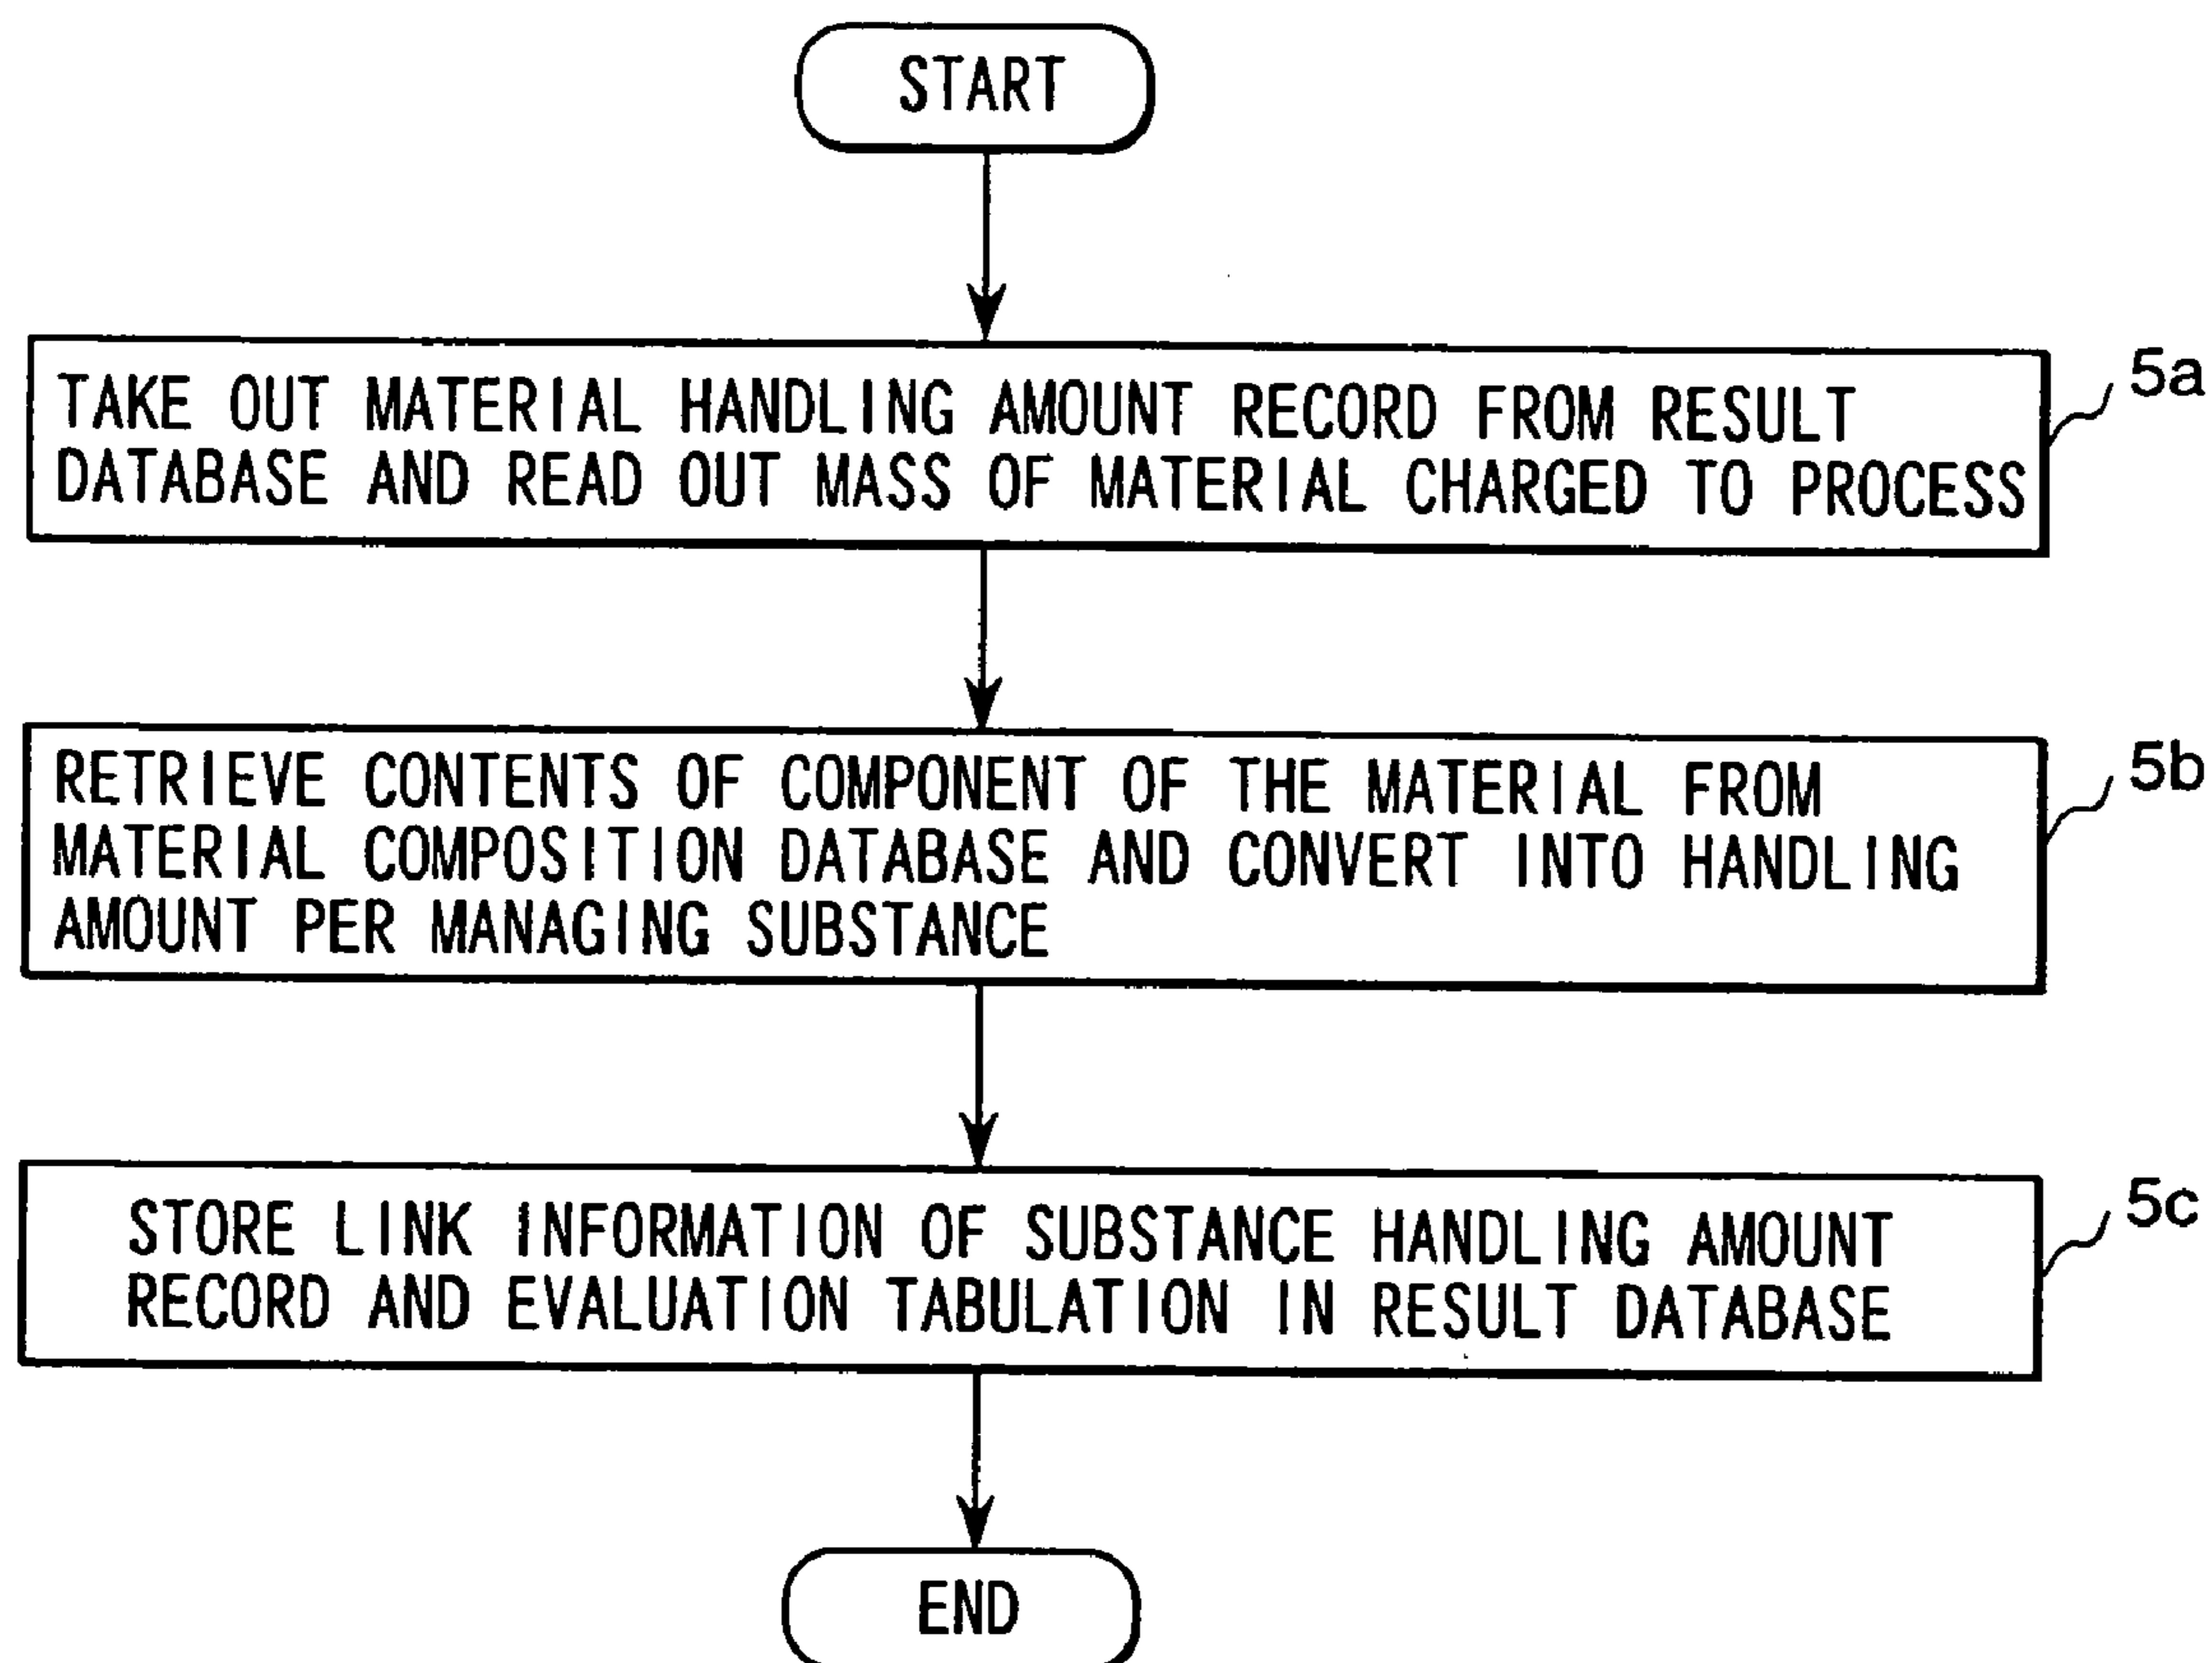 START
TAKE OUT MATERIAL HANDLING AMOUNT RECORD FROM RESULT
DATABASE AND READ OUT MASS OF MATERIAL CHARGED TO PROCESS
5a
RETRIEVE CONTENTS OF COMPONENT OF THE MATERIAL FROM
MATERIAL COMPOSITION DATABASE AND CONVERT INTO HANDLING
AMOUNT PER MANAGING SUBSTANCE
5b
STORE LINK INFORMATION OF SUBSTANCE HANDLING AMOUNT
RECORD AND EVALUATION TABULATION IN RESULT DATABASE
5c
END